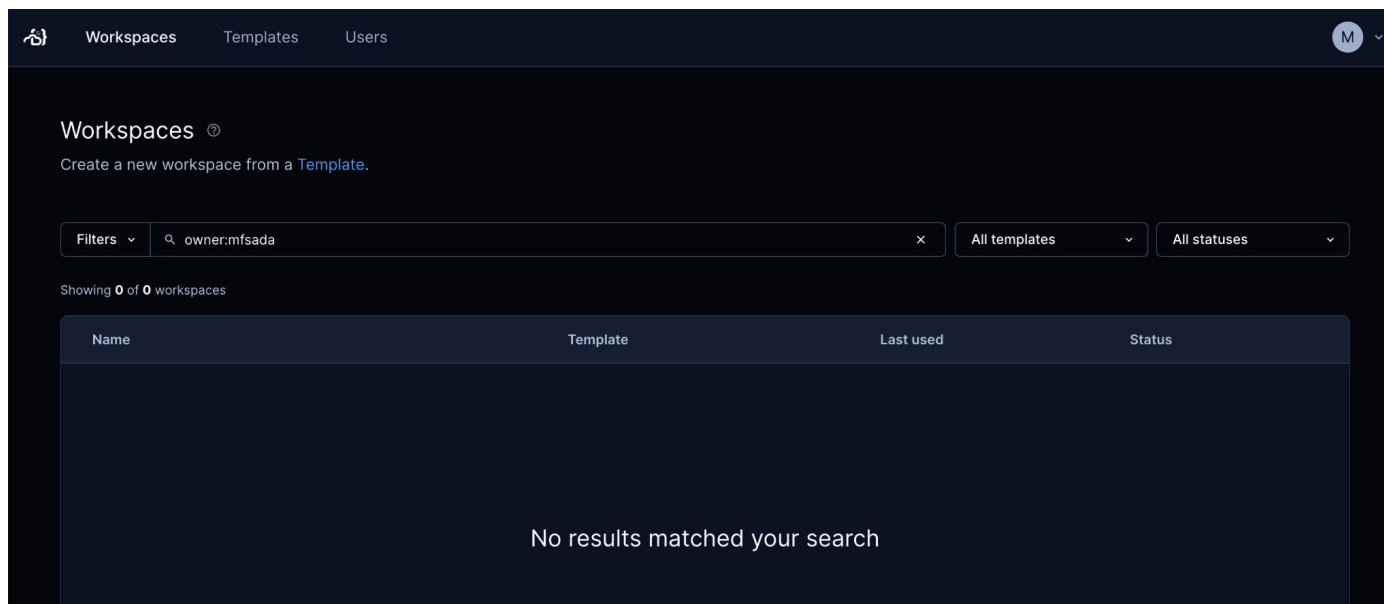 Workspaces Templates Users M
Workspaces
Create a new workspace from a Template.
Filters owner:mfsada All templates All statuses
Showing 0 of 0 workspaces
Name Template Last used Status
No results matched your search